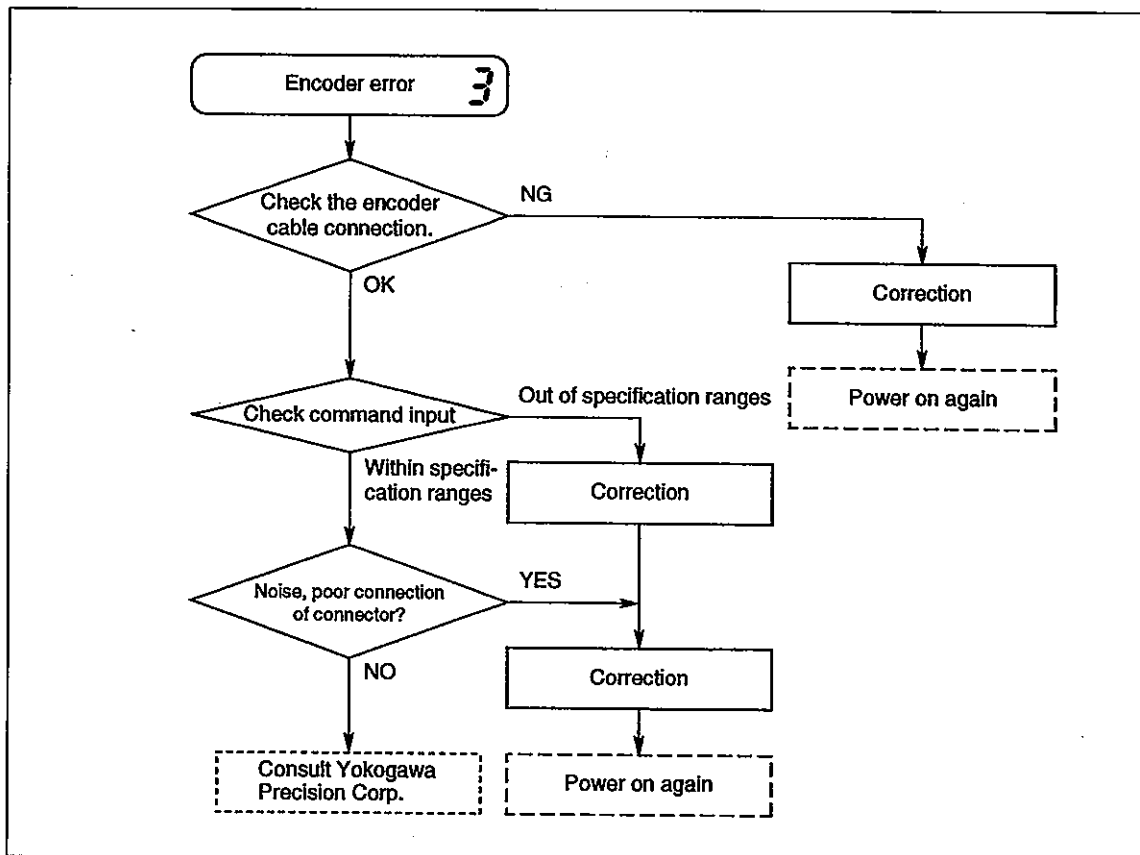 Encoder error 3
Check the encoder
cable connection.
NG
OK
Correction
Power on again
Check command input
Out of specification ranges
Within specifi-
cation ranges
Correction
Noise, poor connection
of connector?
YES
NO
Correction
Consult Yokogawa
Precision Corp.
Power on again